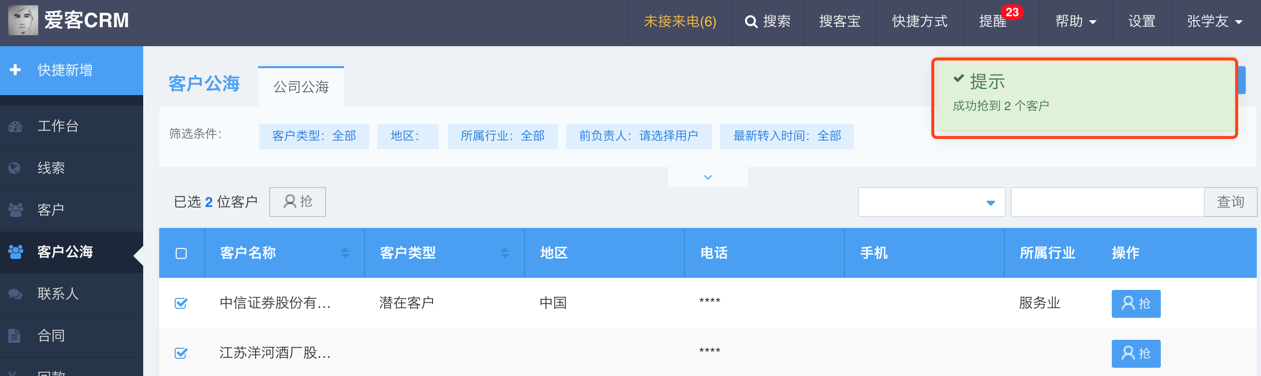 爱客CRM
未接来电(6)
搜索
搜客宝
快捷方式
提醒
23
帮助
设置
张学友
快捷新增
工作台
线索
客户
客户公海
联系人
合同
客户公海
公司公海
提示
成功抢到 2 个客户
筛选条件:
客户类型: 全部
地区:
所属行业: 全部
前负责人: 请选择用户
最新转入时间: 全部
已选 2 位客户
抢
查询
客户名称
客户类型
地区
电话
手机
所属行业
操作
中信证券股份有...
潜在客户
中国
****
服务业
抢
江苏洋河酒厂股...
****
抢